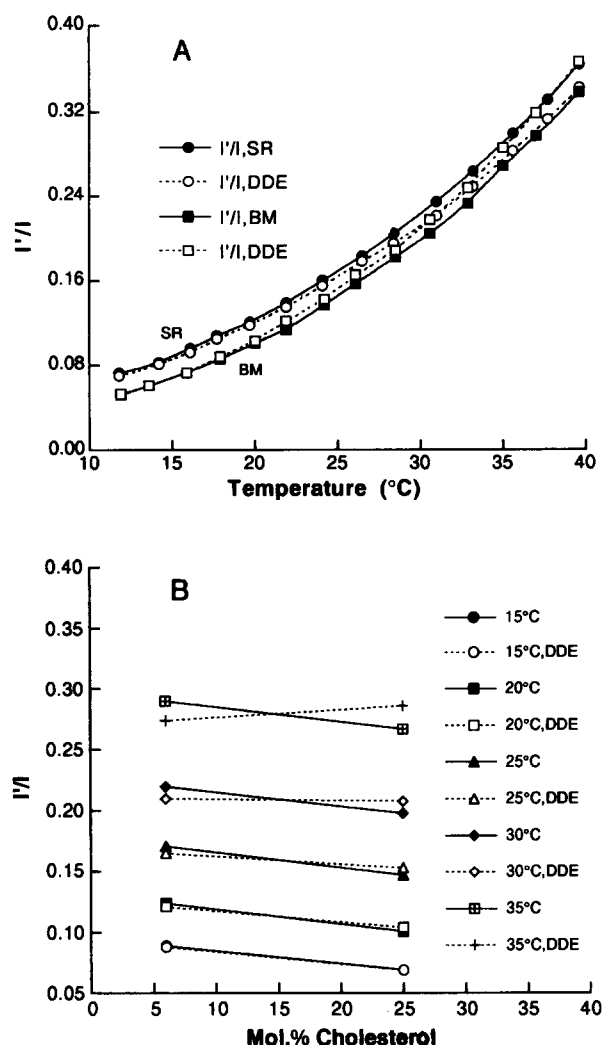 A
0.40
0.32
0.24
0.16
0.08
0.00
I'/I
I'/I,SR
I'/I,DDE
I'/I,BM
I'/I,DDE
SR
BM
10
15
20
25
30
35
40
Temperature (°C)
B
0.40
0.35
0.30
0.25
0.20
0.15
0.10
0.05
I'/I
15°C
15°C,DDE
20°C
20°C,DDE
25°C
25°C,DDE
30°C
30°C,DDE
35°C
35°C,DDE
0
5
10
15
20
25
30
35
40
Mol.% Cholesterol